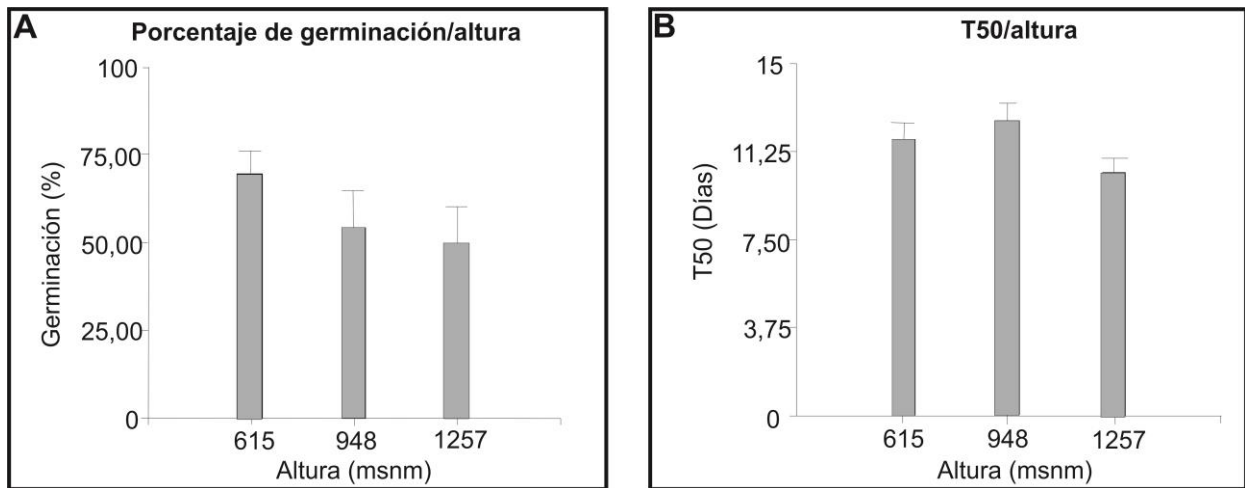 A
Porcentaje de germinación/altura
100
75,00
50,00
25,00
0
Germinación (%)
615 948 1257
Altura (msnm)
B
T50/altura
15
11,25
7,50
3,75
0
T50 (Días)
615 948 1257
Altura (msnm)